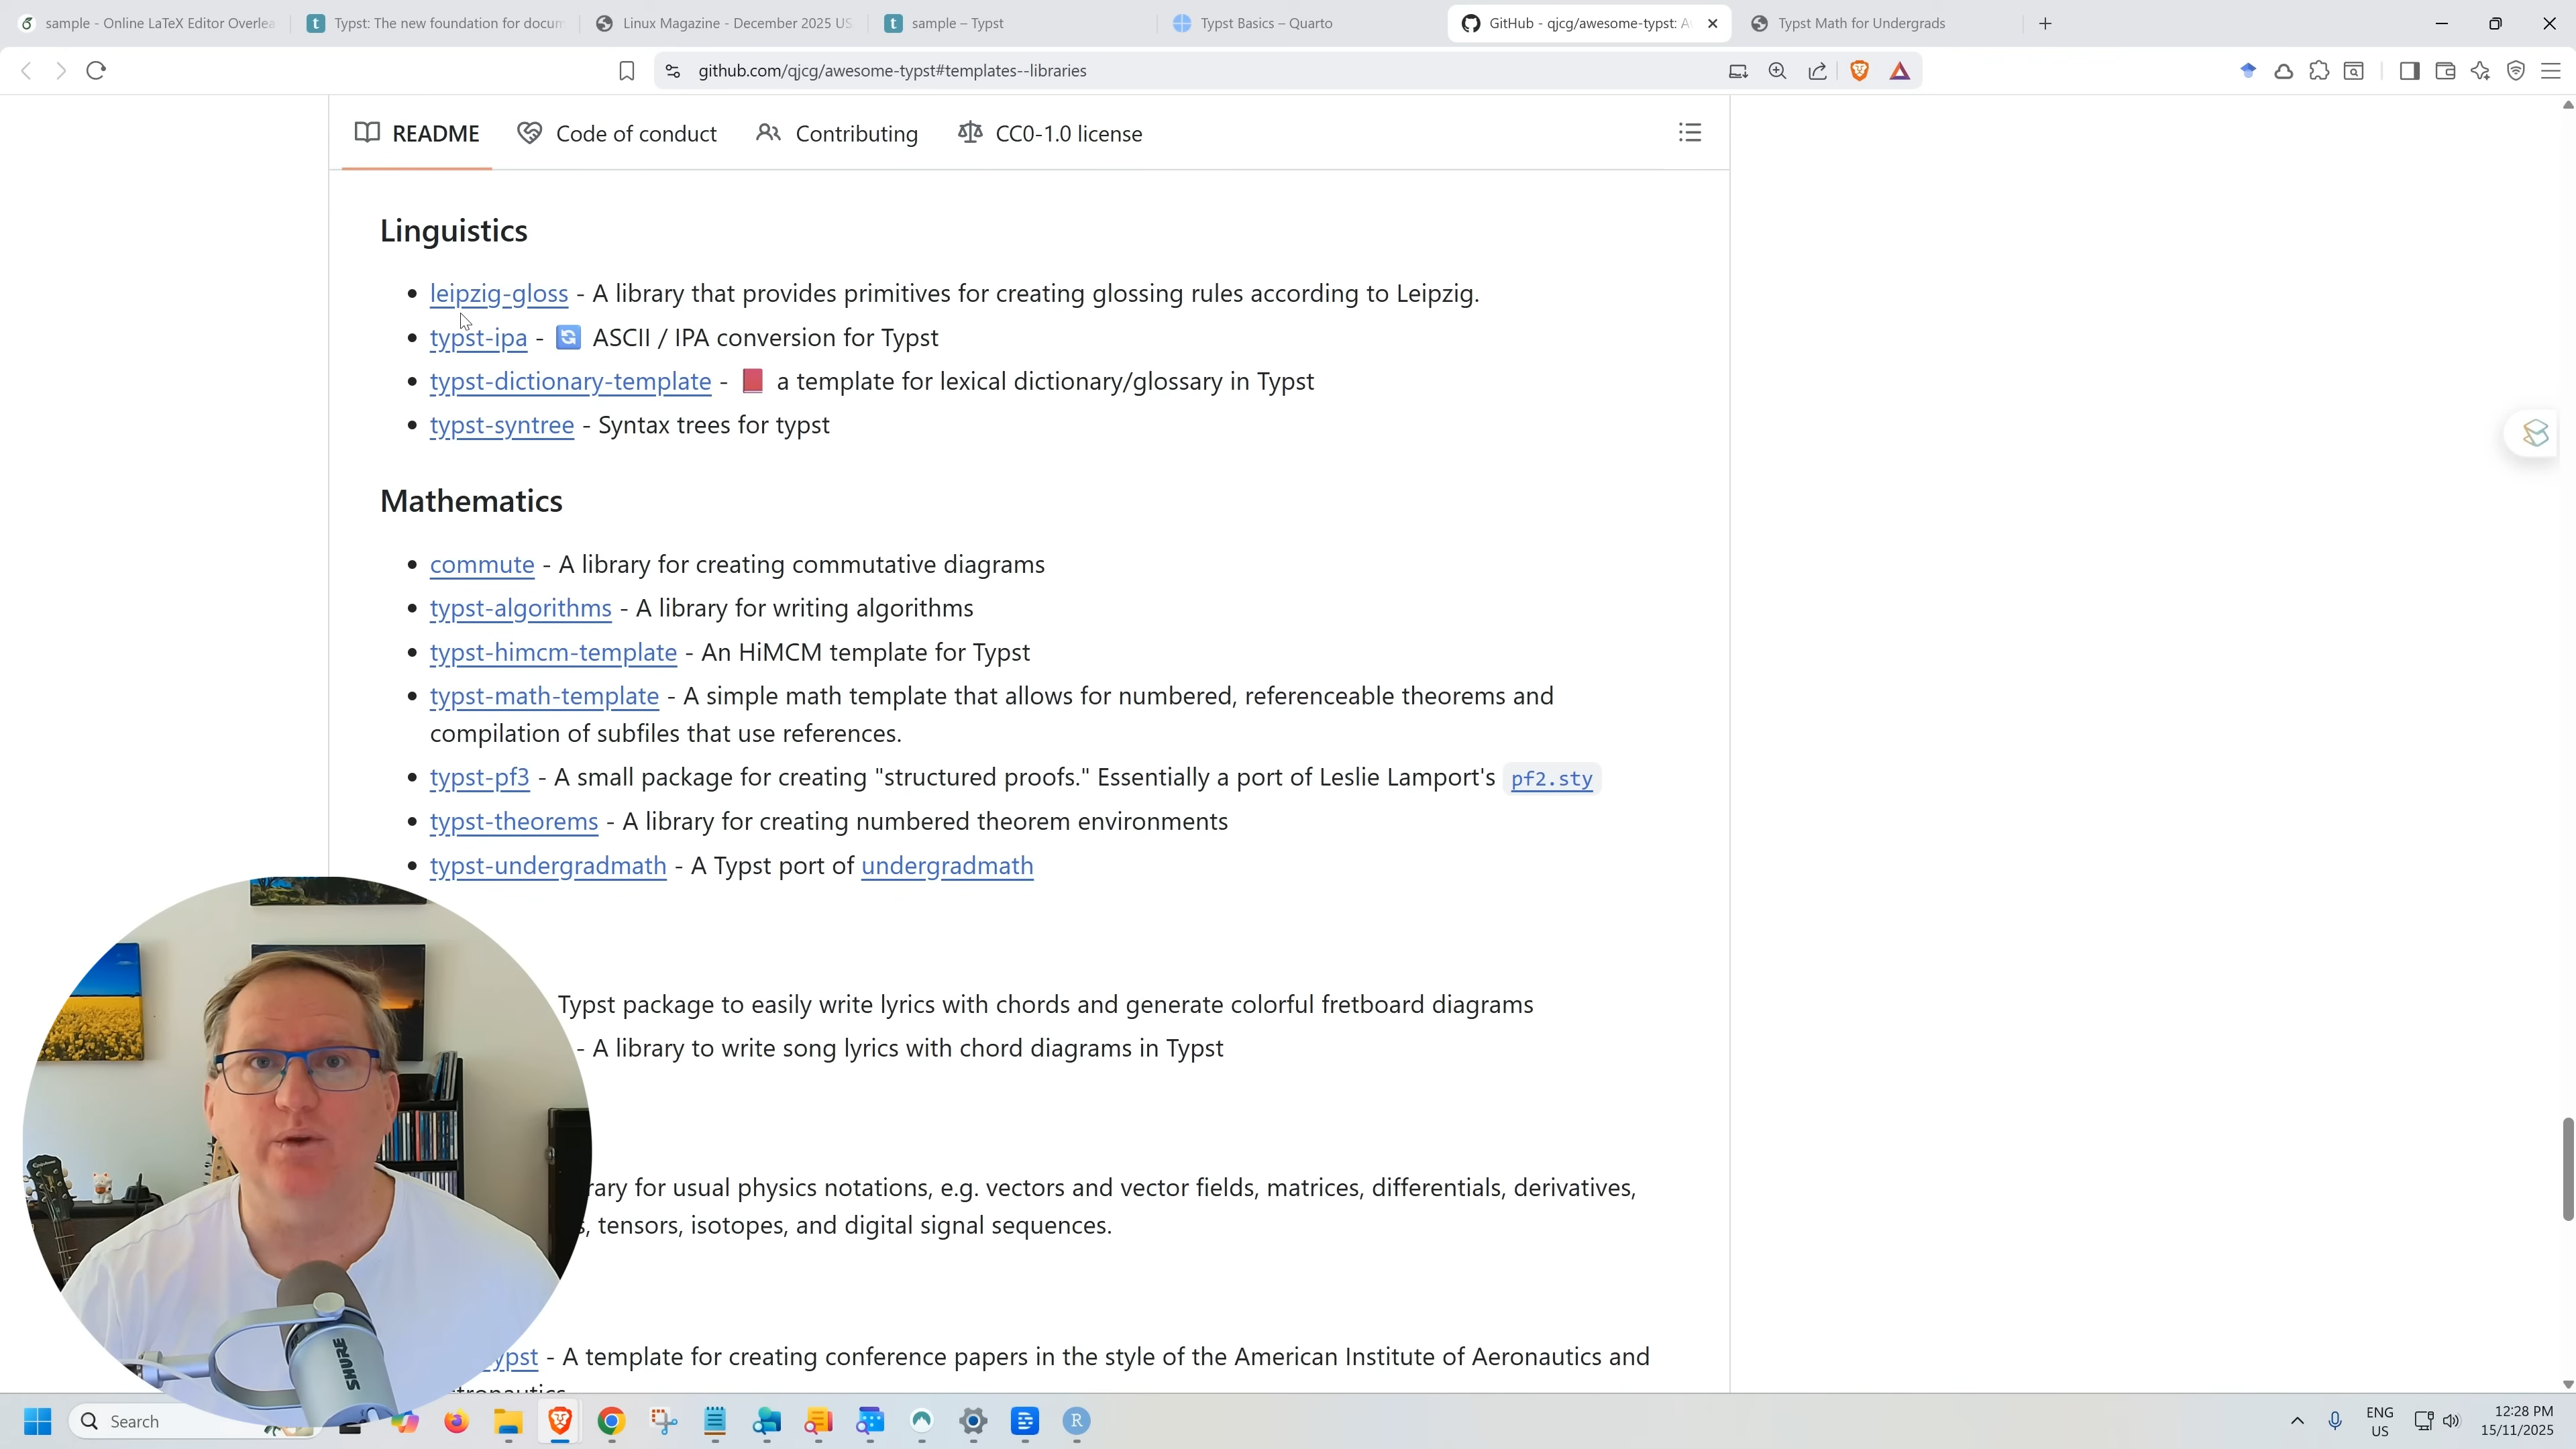 sample - Online LaTeX Editor Overlea
Typst: The new foundation for docum
Linux Magazine - December 2025 US
sample – Typst
Typst Basics – Quarto
GitHub - qjcg/awesome-typst: A
Typst Math for Undergrads
github.com/qjcg/awesome-typst#templates--libraries
README
Code of conduct
Contributing
CC0-1.0 license
Linguistics
leipzig-gloss - A library that provides primitives for creating glossing rules according to Leipzig.
typst-ipa - ASCII / IPA conversion for Typst
typst-dictionary-template - a template for lexical dictionary/glossary in Typst
typst-syntree - Syntax trees for typst
Mathematics
commute - A library for creating commutative diagrams
typst-algorithms - A library for writing algorithms
typst-himcm-template - An HiMCM template for Typst
typst-math-template - A simple math template that allows for numbered, referenceable theorems and
compilation of subfiles that use references.
typst-pf3 - A small package for creating "structured proofs." Essentially a port of Leslie Lamport's pf2.sty
typst-theorems - A library for creating numbered theorem environments
typst-undergradmath - A Typst port of undergradmath
Typst package to easily write lyrics with chords and generate colorful fretboard diagrams
- A library to write song lyrics with chord diagrams in Typst
rary for usual physics notations, e.g. vectors and vector fields, matrices, differentials, derivatives,
s, tensors, isotopes, and digital signal sequences.
ypst - A template for creating conference papers in the style of the American Institute of Aeronautics and
SHURE
Search
ENG
US
12:28 PM
15/11/2025